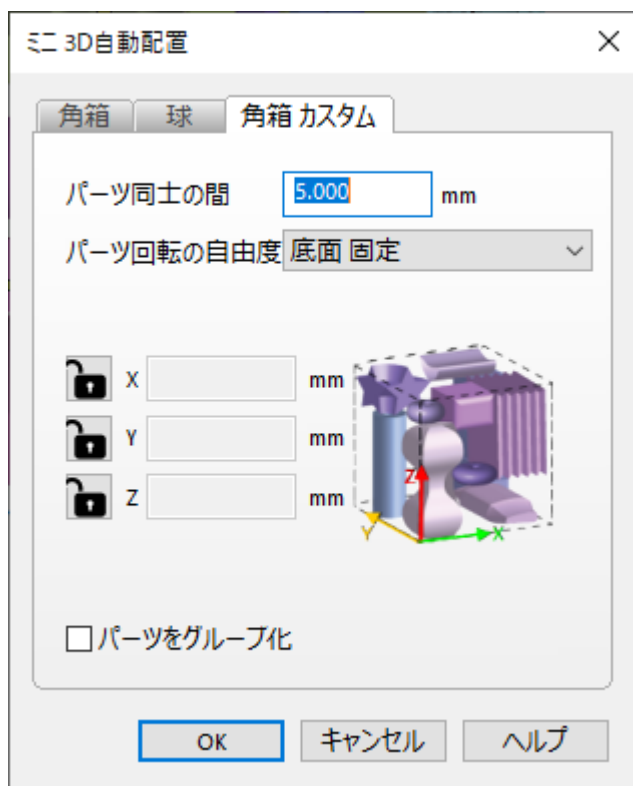 ミニ 3D自動配置
角箱 球 角箱 カスタム
パーツ同士の間 5.000 mm
パーツ回転の自由度 底面 固定
X mm
Y mm
Z mm
Z
Y X
パーツをグループ化
OK キャンセル ヘルプ